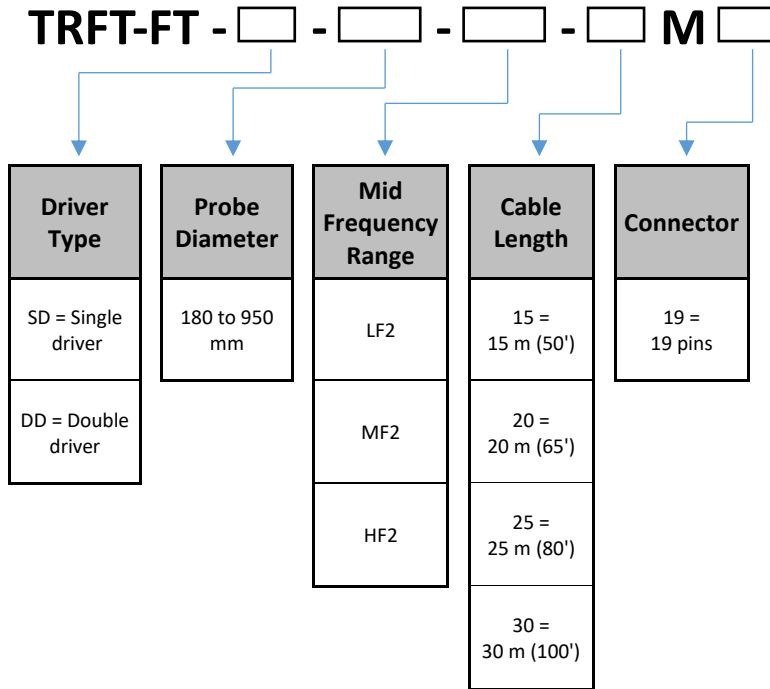 TRFT-FT - - - - M
Driver
Type
SD = Single
driver
DD = Double
driver
Probe
Diameter
180 to 950
mm
Mid
Frequency
Range
LF2
MF2
HF2
Cable
Length
15 =
15 m (50')
20 =
20 m (65')
25 =
25 m (80')
30 =
30 m (100')
Connector
19 =
19 pins